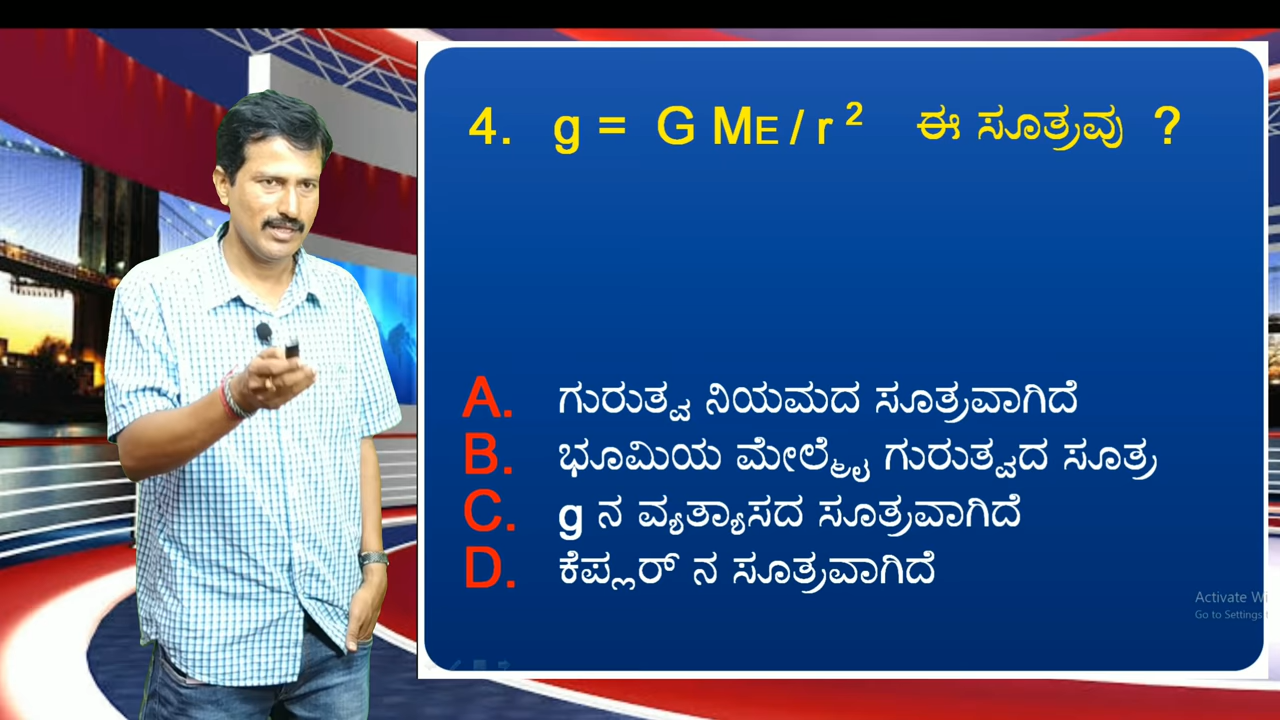 4. g = G ME / r 2 ಈ ಸೂತ್ರವು ?
A. ಗುರುತ್ವ ನಿಯಮದ ಸೂತ್ರವಾಗಿದೆ
B. ಭೂಮಿಯ ಮೇಲ್ಮೈ ಗುರುತ್ವದ ಸೂತ್ರ
C. g ನ ವ್ಯತ್ಯಾಸದ ಸೂತ್ರವಾಗಿದೆ
D. ಕೆಪ್ಲರ್ ನ ಸೂತ್ರವಾಗಿದೆ
Activate Wi
Go to Settings